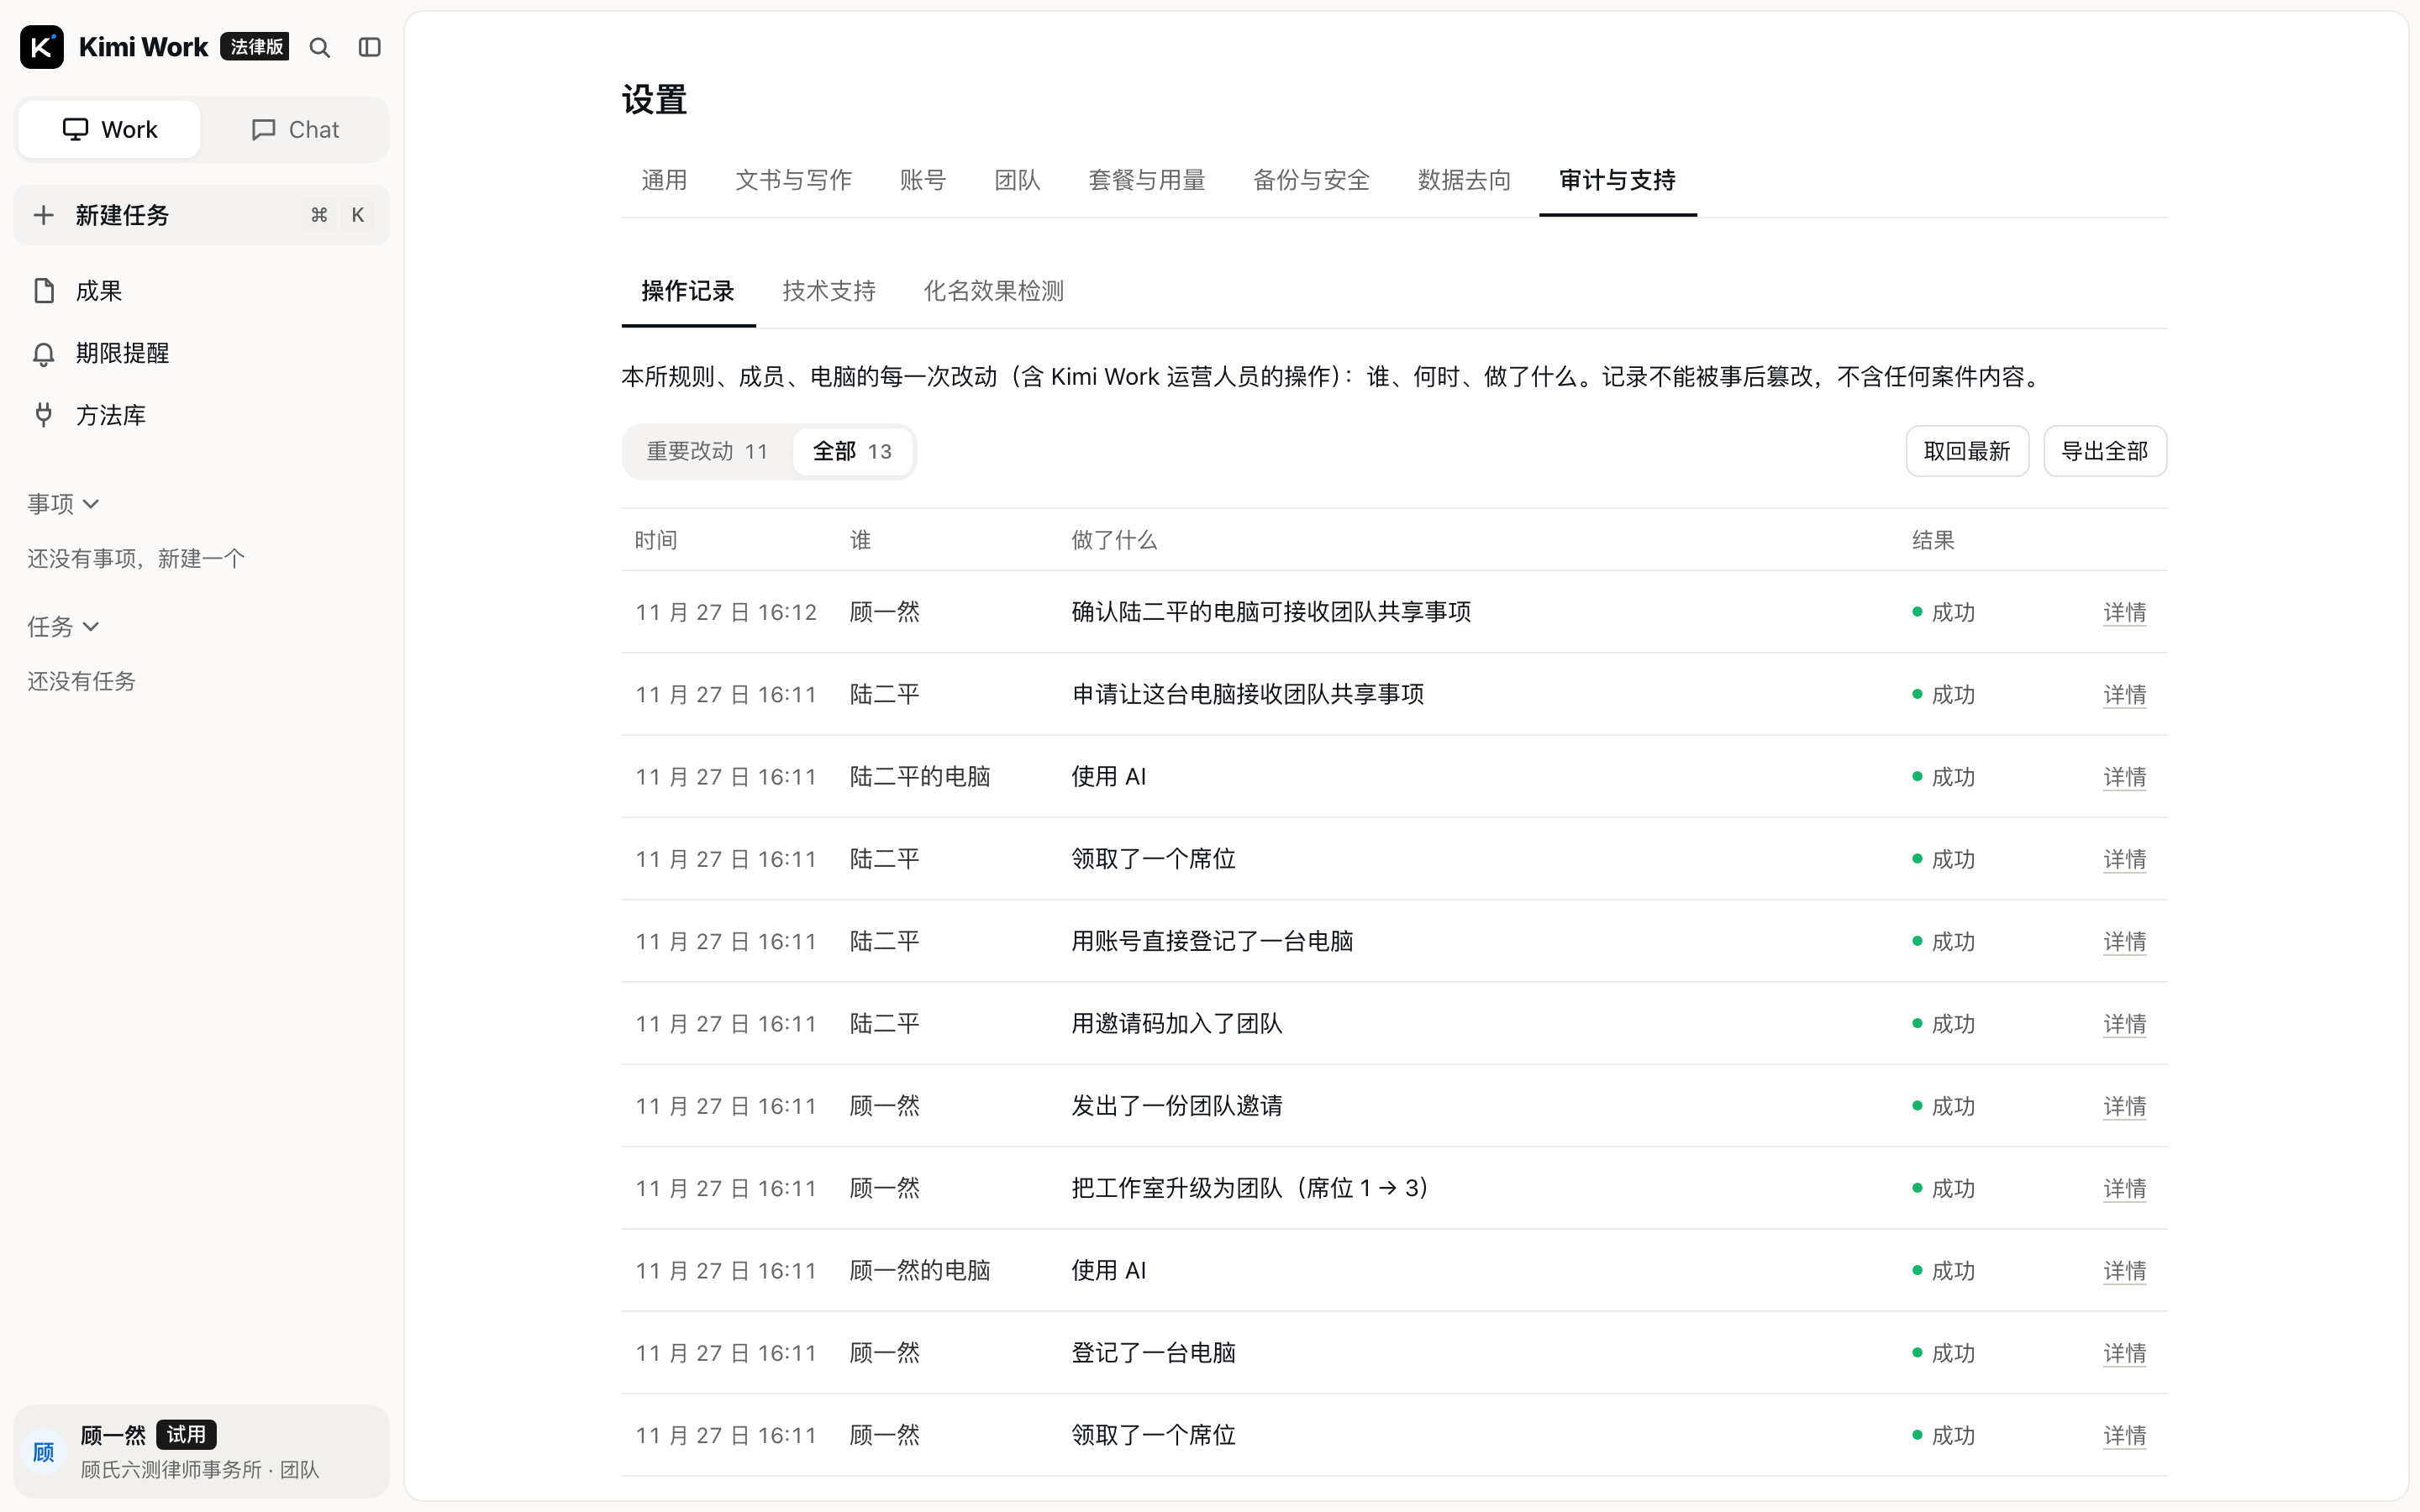 Kimi Work 法律版
Work Chat
新建任务 ⌘ K
成果
期限提醒
方法库
事项
还没有事项，新建一个
任务
还没有任务
顾 顾一然 试用
顾氏六测律师事务所 · 团队
设置
通用 文书与写作 账号 团队 套餐与用量 备份与安全 数据去向 审计与支持
操作记录 技术支持 化名效果检测
本所规则、成员、电脑的每一次改动（含 Kimi Work 运营人员的操作）：谁、何时、做了什么。记录不能被事后篡改，不含任何案件内容。
重要改动 11 全部 13 取回最新 导出全部
时间 谁 做了什么 结果
11 月 27 日 16:12 顾一然 确认陆二平的电脑可接收团队共享事项 成功 详情
11 月 27 日 16:11 陆二平 申请让这台电脑接收团队共享事项 成功 详情
11 月 27 日 16:11 陆二平的电脑 使用 AI 成功 详情
11 月 27 日 16:11 陆二平 领取了一个席位 成功 详情
11 月 27 日 16:11 陆二平 用账号直接登记了一台电脑 成功 详情
11 月 27 日 16:11 陆二平 用邀请码加入了团队 成功 详情
11 月 27 日 16:11 顾一然 发出了一份团队邀请 成功 详情
11 月 27 日 16:11 顾一然 把工作室升级为团队（席位 1 → 3） 成功 详情
11 月 27 日 16:11 顾一然的电脑 使用 AI 成功 详情
11 月 27 日 16:11 顾一然 登记了一台电脑 成功 详情
11 月 27 日 16:11 顾一然 领取了一个席位 成功 详情